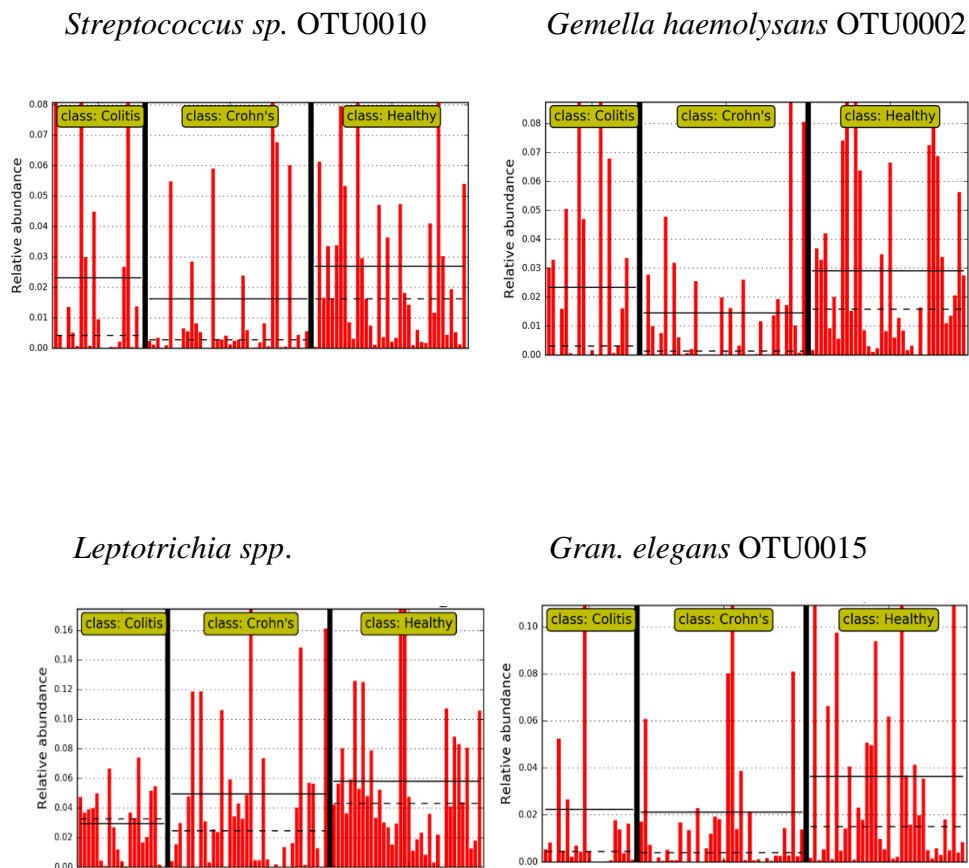 Streptococcus sp. OTU0010
Gemella haemolysans OTU0002
class: Colitis
class: Crohn's
class: Healthy
Relative abundance
0.08
0.07
0.06
0.05
0.04
0.03
0.02
0.01
0.00
class: Colitis
class: Crohn's
class: Healthy
Relative abundance
0.08
0.07
0.06
0.05
0.04
0.03
0.02
0.01
0.00
Leptotrichia spp.
Gran. elegans OTU0015
class: Colitis
class: Crohn's
class: Healthy
Relative abundance
0.16
0.14
0.12
0.10
0.08
0.06
0.04
0.02
0.00
class: Colitis
class: Crohn's
class: Healthy
Relative abundance
0.10
0.08
0.06
0.04
0.02
0.00